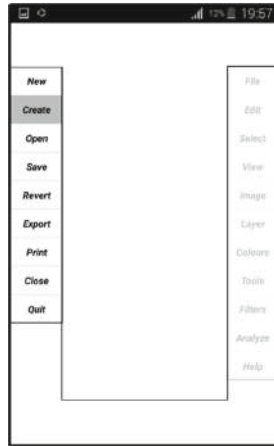 12% 19:57
New
Create
Open
Save
Revert
Export
Print
Close
Quit
File
Edit
Select
View
Image
Layer
Colours
Tools
Filters
Analyze
Help